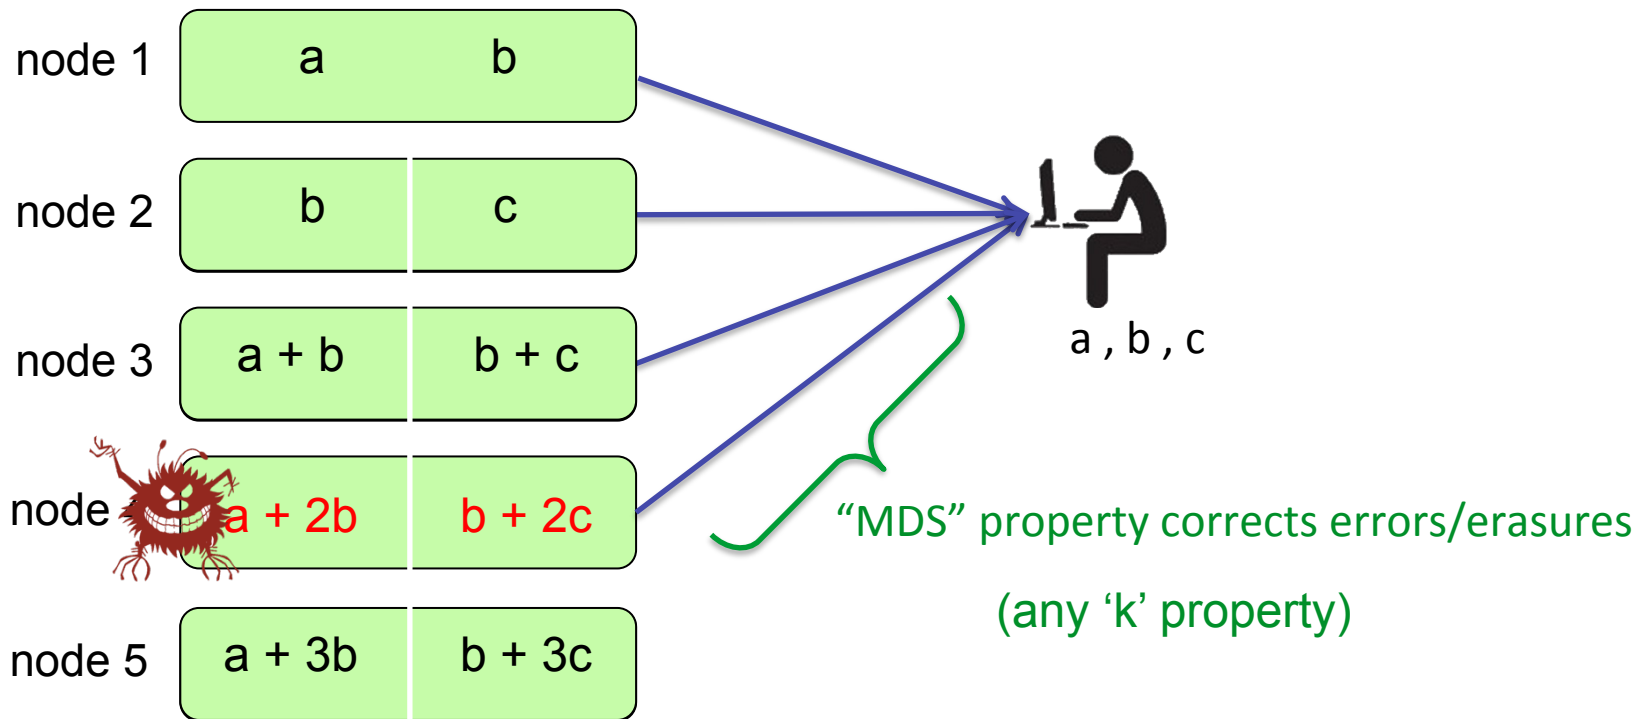 node 1 a b
node 2 b c
node 3 a + b b + c
a , b , c
node a + 2b b + 2c
"MDS" property corrects errors/erasures
(any 'k' property)
node 5 a + 3b b + 3c